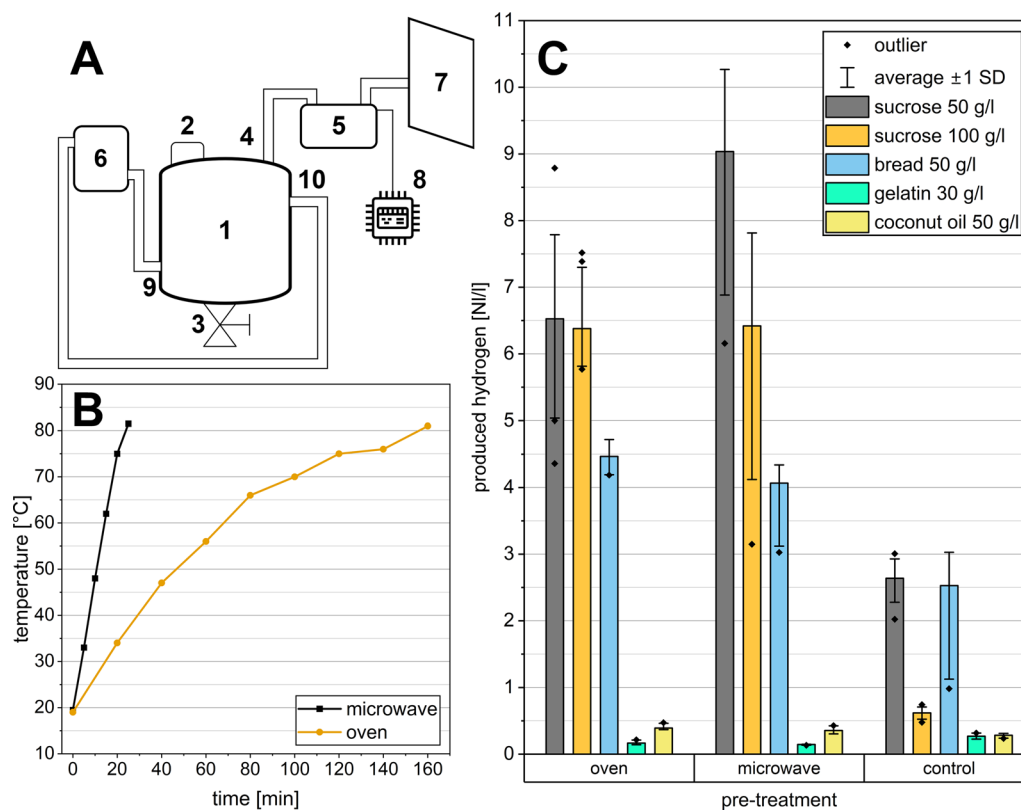 A
1
2
3
4
5
6
7
8
9
10
B
temperature [°C]
90
80
70
60
50
40
30
20
10
0 20 40 60 80 100 120 140 160
time [min]
microwave
oven
C
produced hydrogen [Nl/l]
11
10
9
8
7
6
5
4
3
2
1
0
outlier
average ±1 SD
sucrose 50 g/l
sucrose 100 g/l
bread 50 g/l
gelatin 30 g/l
coconut oil 50 g/l
oven microwave control
pre-treatment